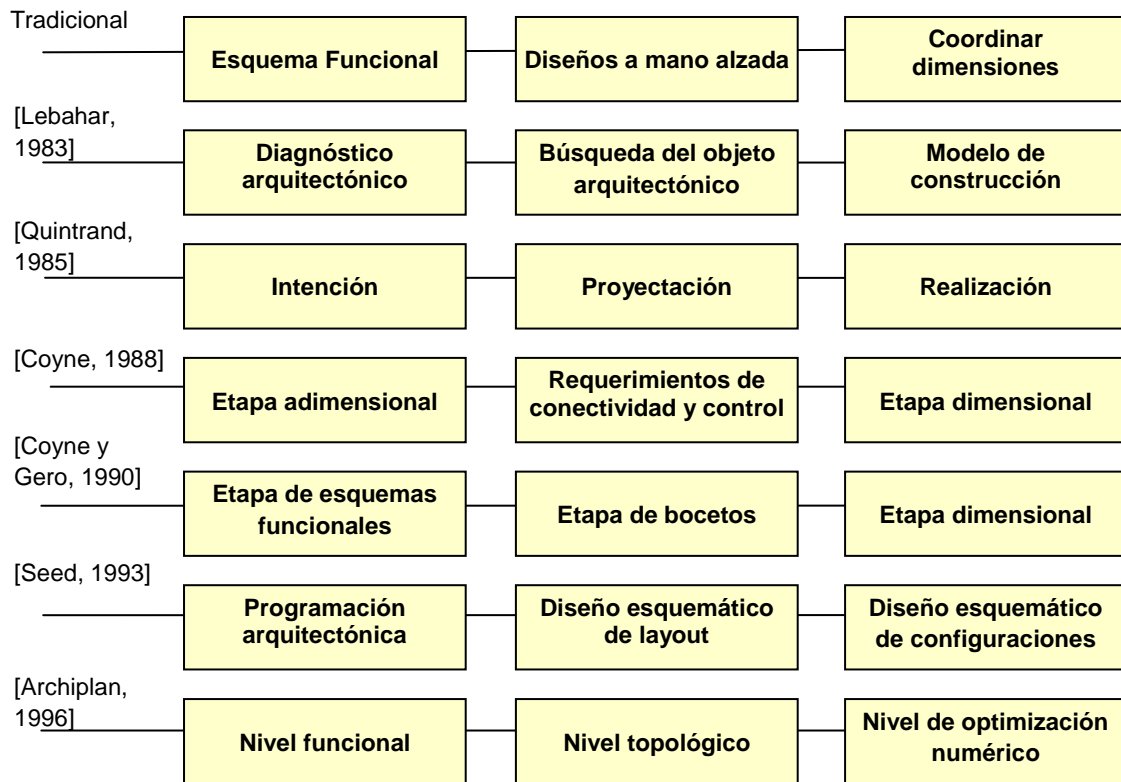 Tradicional
Esquema Funcional
Diseños a mano alzada
Coordinar
dimensiones
[Lebahar,
1983]
Diagnóstico
arquitectónico
Búsqueda del objeto
arquitectónico
Modelo de
construcción
[Quintrand,
1985]
Intención
Proyectación
Realización
[Coyne, 1988]
Etapa adimensional
Requerimientos de
conectividad y control
Etapa dimensional
[Coyne y
Gero, 1990]
Etapa de esquemas
funcionales
Etapa de bocetos
Etapa dimensional
[Seed, 1993]
Programación
arquitectónica
Diseño esquemático
de layout
Diseño esquemático
de configuraciones
[Archiplan,
1996]
Nivel funcional
Nivel topológico
Nivel de optimización
numérico